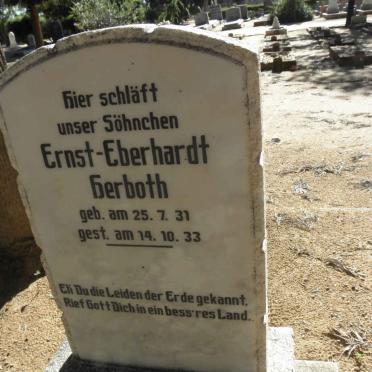 Hier schläft
unser Söhnchen
Ernst-Eberhardt
Gerboth
geb. am 25. 7. 31
gest. am 14. 10. 33
Eh Du die Leiden der Erde gekannt,
Rief Gott Dich in ein bess'res Land.